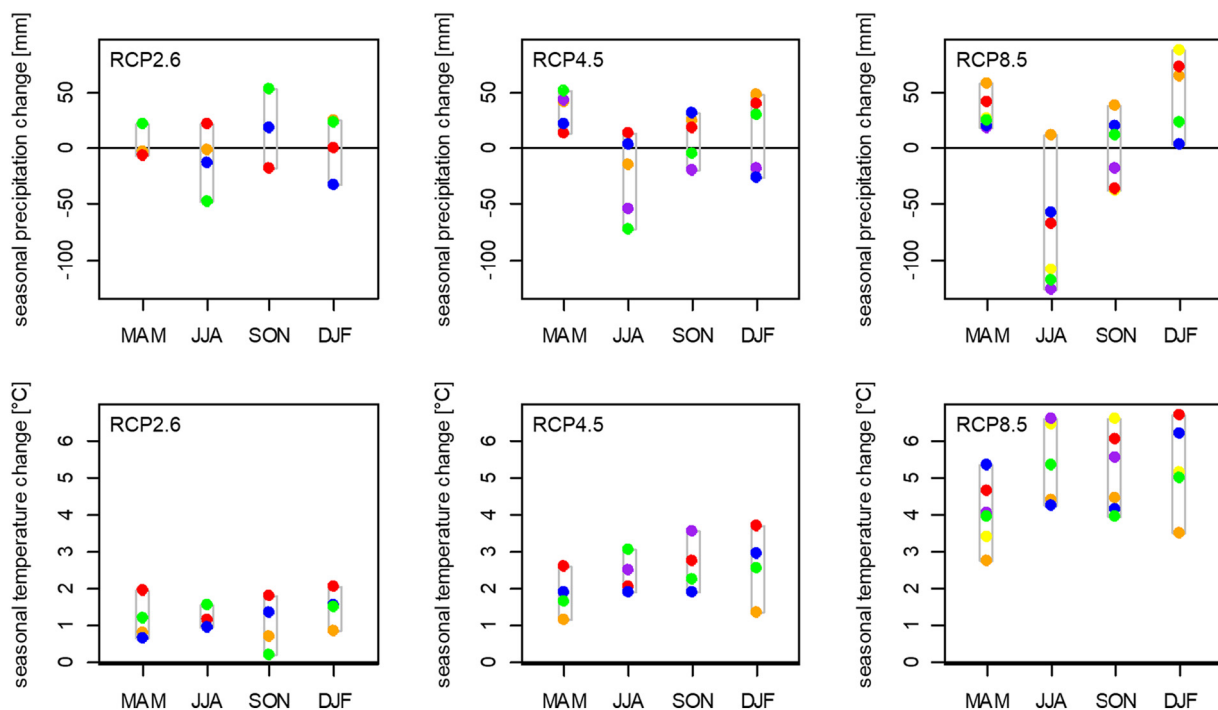 seasonal precipitation change [mm]
RCP2.6
50
0
-50
-100
MAM JJA SON DJF
seasonal precipitation change [mm]
RCP4.5
50
0
-50
-100
MAM JJA SON DJF
seasonal precipitation change [mm]
RCP8.5
50
0
-50
-100
MAM JJA SON DJF
seasonal temperature change [°C]
RCP2.6
6
5
4
3
2
1
0
MAM JJA SON DJF
seasonal temperature change [°C]
RCP4.5
6
5
4
3
2
1
0
MAM JJA SON DJF
seasonal temperature change [°C]
RCP8.5
6
5
4
3
2
1
0
MAM JJA SON DJF